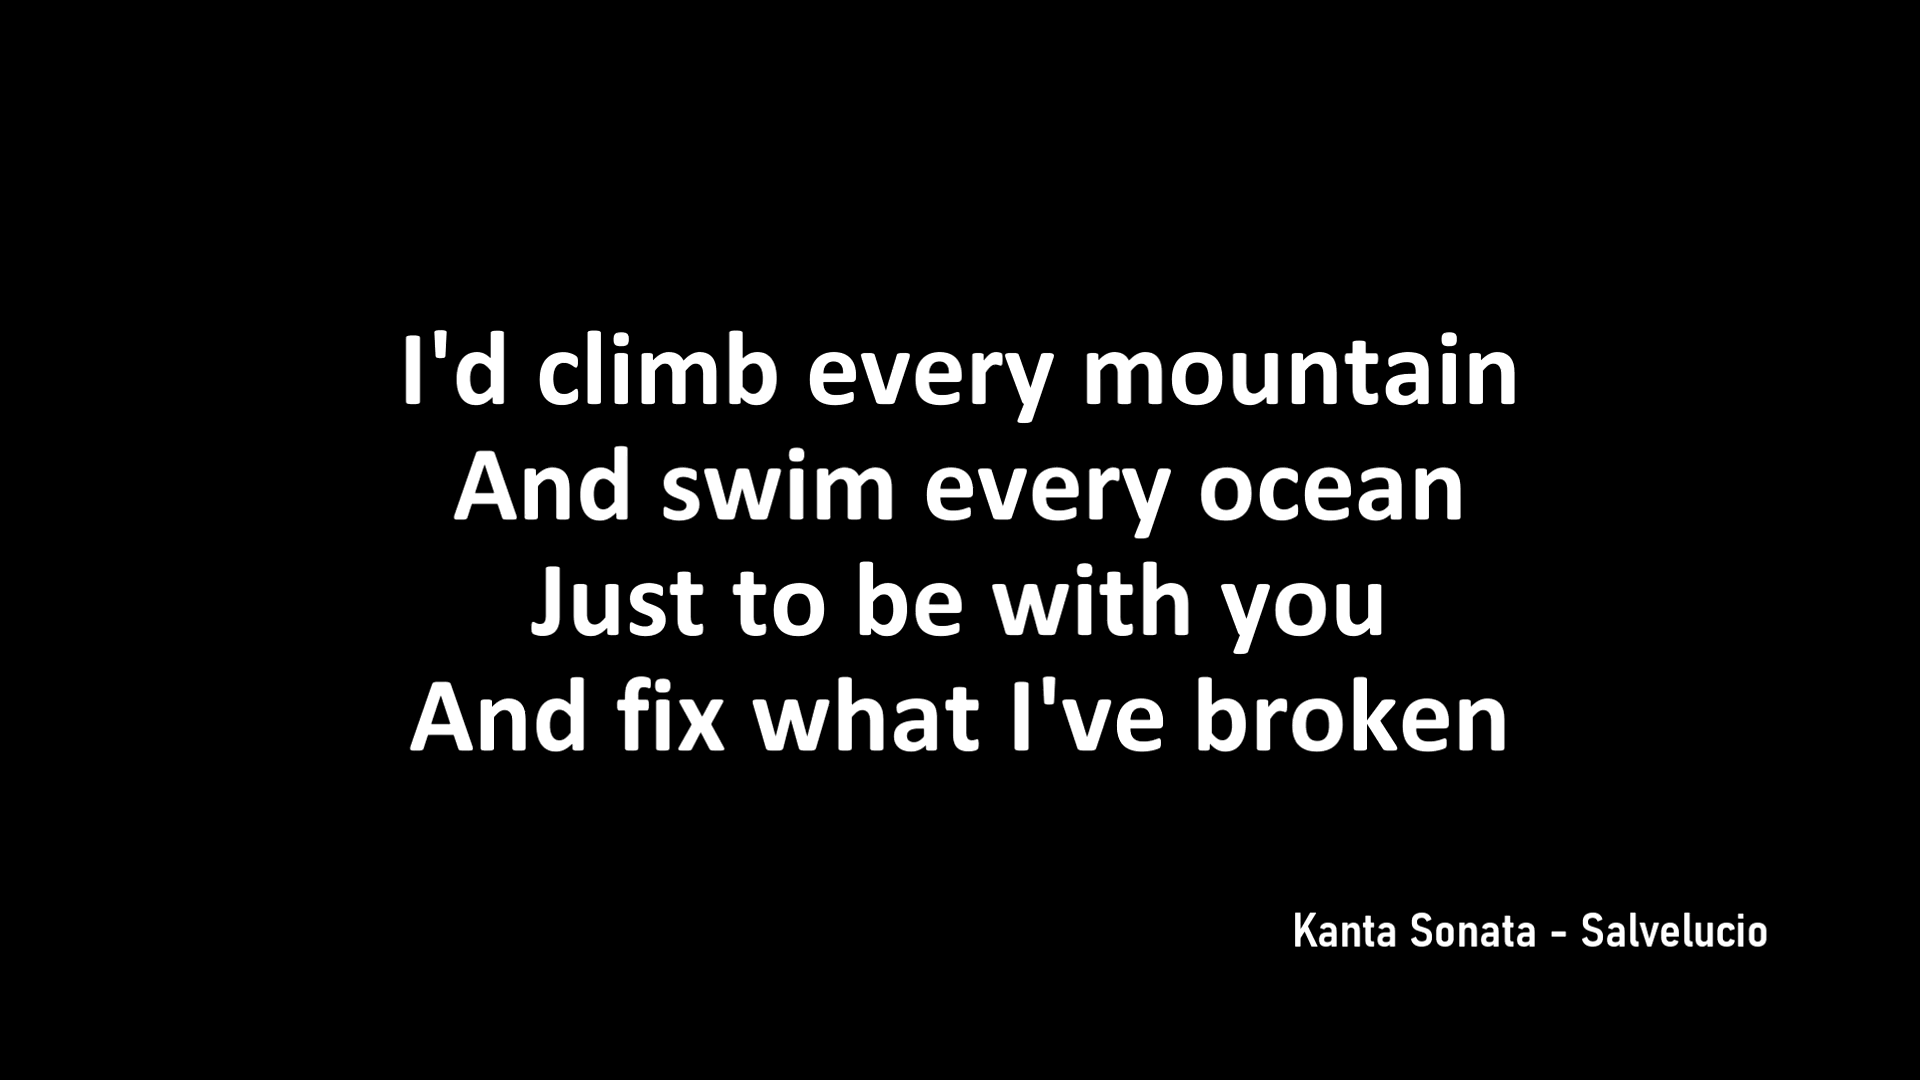 I'd climb every mountain
And swim every ocean
Just to be with you
And fix what I've broken
Kanta Sonata - Salvelucio